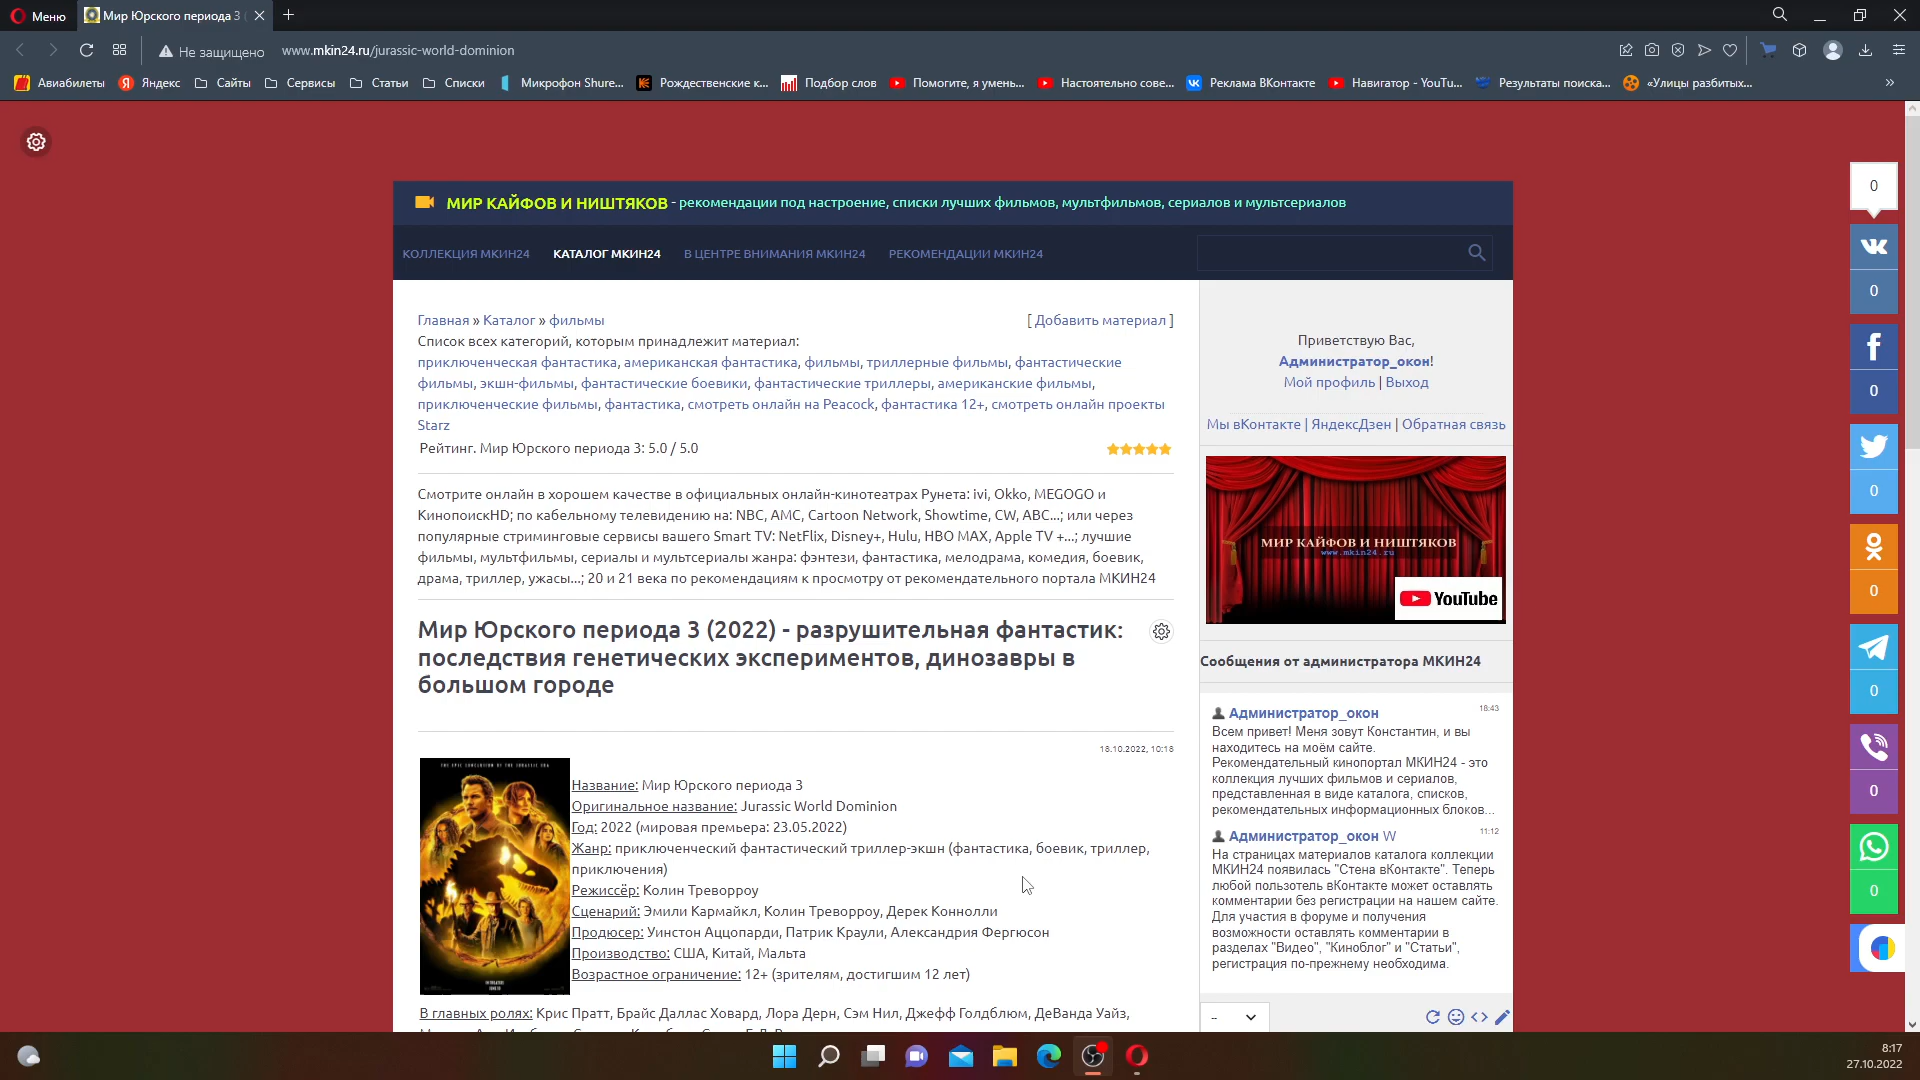 Меню
Мир Юрского периода 3
Не защищено
www.mkin24.ru/jurassic-world-dominion
Авиабилеты
Яндекс
Сайты
Сервисы
Статьи
Списки
Микрофон Shure...
Рождественские к...
Подбор слов
Помогите, я умень...
Настоятельно сове...
Реклама ВКонтакте
Навигатор - YouTu...
Результаты поиска...
«Улицы разбитых...
МИР КАЙФОВ И НИШТЯКОВ - рекомендации под настроение, списки лучших фильмов, мультфильмов, сериалов и мультсериалов
КОЛЛЕКЦИЯ МКИН24 КАТАЛОГ МКИН24 В ЦЕНТРЕ ВНИМАНИЯ МКИН24 РЕКОМЕНДАЦИИ МКИН24
Главная » Каталог » фильмы
[ Добавить материал ]
Список всех категорий, которым принадлежит материал:
приключенческая фантастика, американская фантастика, фильмы, триллерные фильмы, фантастические
фильмы, экшн-фильмы, фантастические боевики, фантастические триллеры, американские фильмы,
приключенческие фильмы, фантастика, смотреть онлайн на Peacock, фантастика 12+, смотреть онлайн проекты
Starz
Рейтинг. Мир Юрского периода 3: 5.0 / 5.0
Смотрите онлайн в хорошем качестве в официальных онлайн-кинотеатрах Рунета: ivi, Okko, MEGOGO и
КинопоискHD; по кабельному телевидению на: NBC, AMC, Cartoon Network, Showtime, CW, ABC...; или через
популярные стриминговые сервисы вашего Smart TV: NetFlix, Disney+, Hulu, HBO MAX, Apple TV +...; лучшие
фильмы, мультфильмы, сериалы и мультсериалы жанра: фэнтези, фантастика, мелодрама, комедия, боевик,
драма, триллер, ужасы...; 20 и 21 века по рекомендациям к просмотру от рекомендательного портала МКИН24
Мир Юрского периода 3 (2022) - разрушительная фантастик:
последствия генетических экспериментов, динозавры в
большом городе
18.10.2022, 10:18
THE EPIC CONCLUSION OF THE JURASSIC ERA
Название: Мир Юрского периода 3
Оригинальное название: Jurassic World Dominion
Год: 2022 (мировая премьера: 23.05.2022)
Жанр: приключенческий фантастический триллер-экшн (фантастика, боевик, триллер,
приключения)
Режиссёр: Колин Треворроу
Сценарий: Эмили Кармайкл, Колин Треворроу, Дерек Коннолли
Продюсер: Уинстон Аццопарди, Патрик Краули, Александрия Фергюсон
Производство: США, Китай, Мальта
Возрастное ограничение: 12+ (зрителям, достигшим 12 лет)
В главных ролях: Крис Пратт, Брайс Даллас Ховард, Лора Дерн, Сэм Нил, Джефф Голдблюм, ДеВанда Уайз,
Приветствую Вас,
Администратор_окон!
Мой профиль | Выход
Мы вКонтакте | ЯндексДзен | Обратная связь
МИР КАЙФОВ И НИШТЯКОВ
www.mkin24.ru
YouTube
Сообщения от администратора МКИН24
Администратор_окон
18:43
Всем привет! Меня зовут Константин, и вы
находитесь на моём сайте.
Рекомендательный кинопортал МКИН24 - это
коллекция лучших фильмов и сериалов,
представленная в виде каталога, списков,
рекомендательных информационных блоков...
Администратор_окон W
11:12
На страницах материалов каталога коллекции
МКИН24 появилась "Стена вКонтакте". Теперь
любой пользотель вКонтакте может оставлять
комментарии без регистрации на нашем сайте.
Для участия в форуме и получения
возможности оставлять комментарии в
разделах "Видео", "Киноблог" и "Статьи",
регистрация по-прежнему необходима.
--
0
0
0
0
0
0
0
0
8:17
27.10.2022